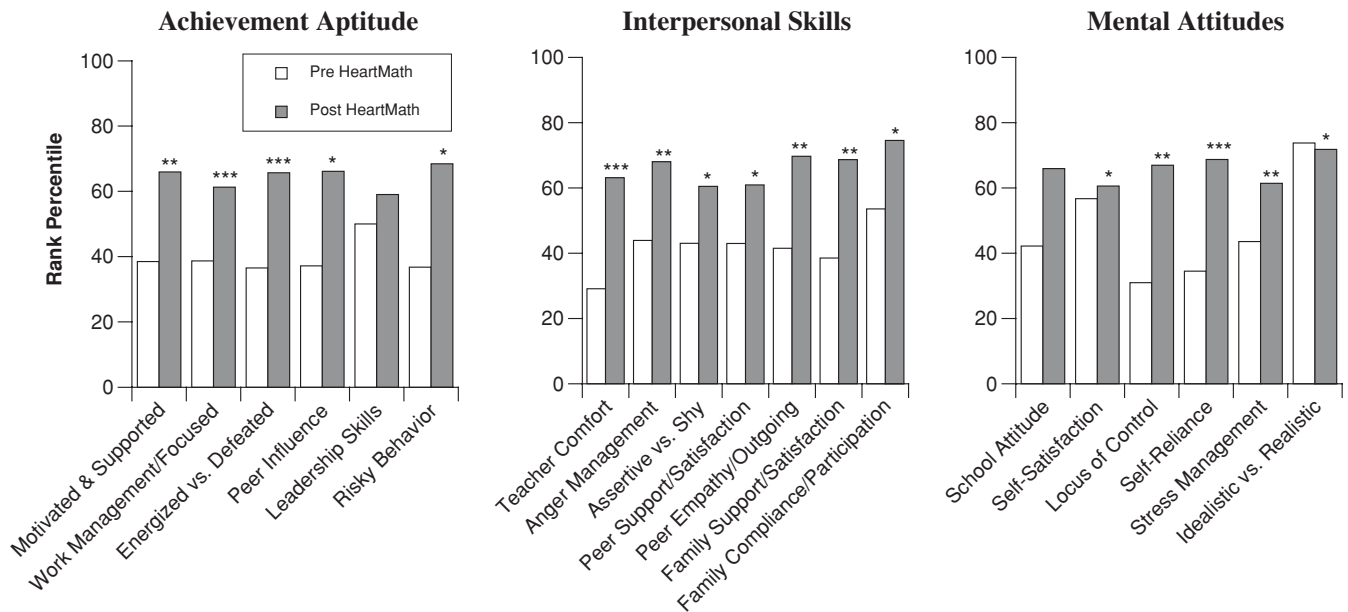 Achievement Aptitude
Interpersonal Skills
Mental Attitudes
Rank Percentile
100
80
60
40
20
0
Pre HeartMath
Post HeartMath
**
***
***
*
*
Motivated & Supported
Work Management/Focused
Energized vs. Defeated
Peer Influence
Leadership Skills
Risky Behavior
100
80
60
40
20
0
***
**
*
*
**
**
*
Teacher Comfort
Anger Management
Assertive vs. Shy
Peer Support/Satisfaction
Peer Empathy/Outgoing
Family Support/Satisfaction
Family Compliance/Participation
100
80
60
40
20
0
*
**
***
**
*
School Attitude
Self-Satisfaction
Locus of Control
Self-Reliance
Stress Management
Idealistic vs. Realistic